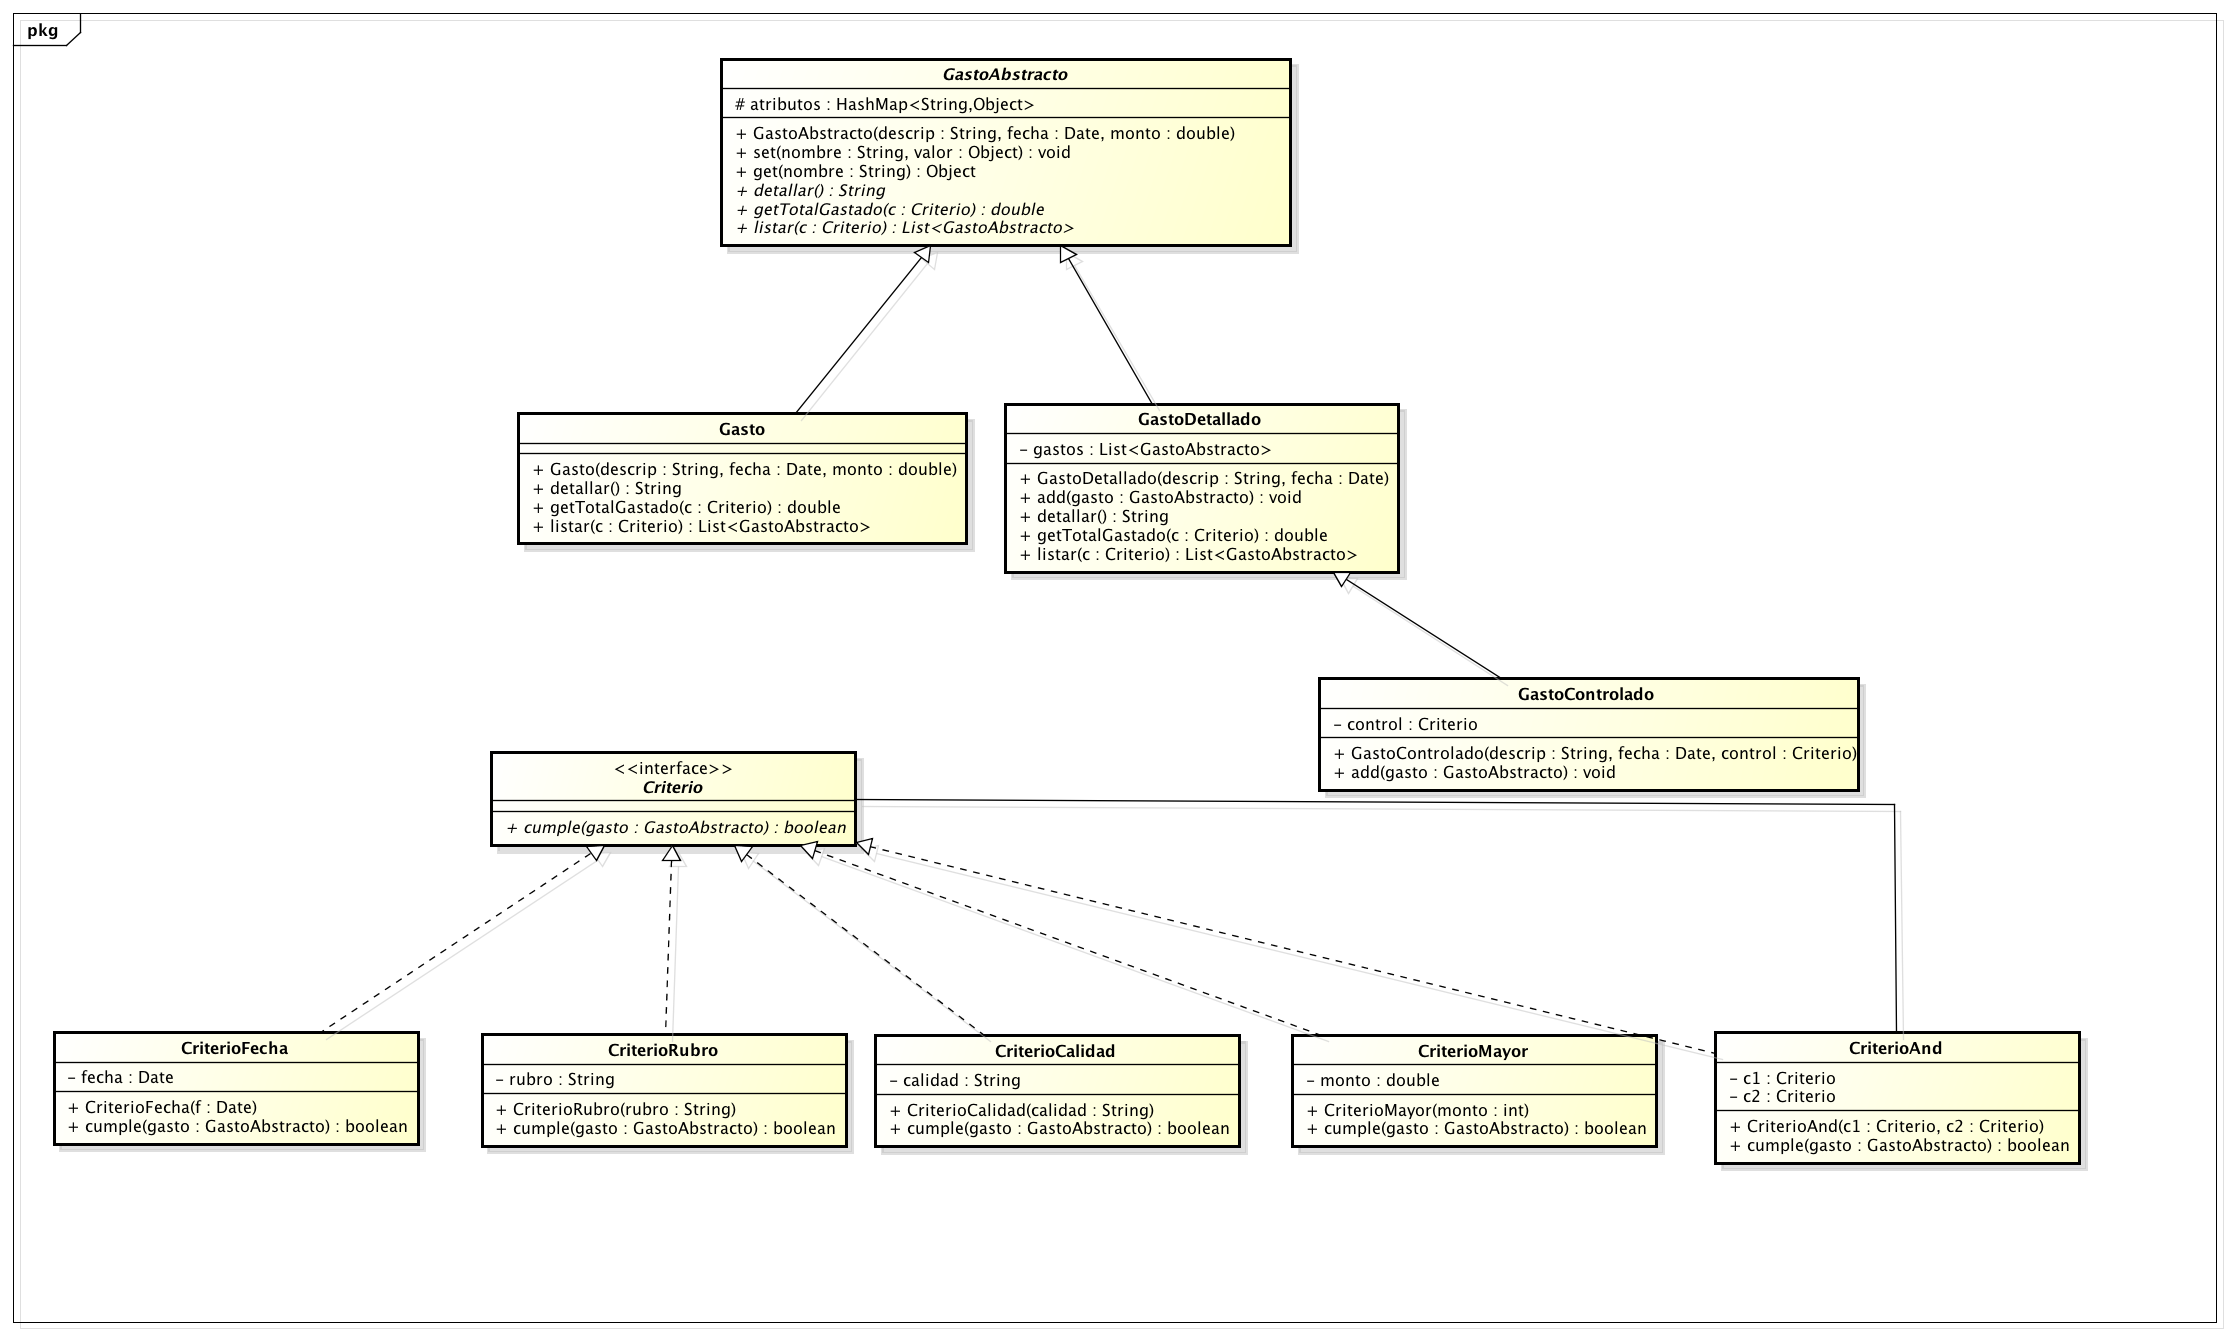 pkg
GastoAbstracto
# atributos : HashMap<String,Object>
+ GastoAbstracto(descrip : String, fecha : Date, monto : double)
+ set(nombre : String, valor : Object) : void
+ get(nombre : String) : Object
+ detallar() : String
+ getTotalGastado(c : Criterio) : double
+ listar(c : Criterio) : List<GastoAbstracto>
Gasto
+ Gasto(descrip : String, fecha : Date, monto : double)
+ detallar() : String
+ getTotalGastado(c : Criterio) : double
+ listar(c : Criterio) : List<GastoAbstracto>
GastoDetallado
– gastos : List<GastoAbstracto>
+ GastoDetallado(descrip : String, fecha : Date)
+ add(gasto : GastoAbstracto) : void
+ detallar() : String
+ getTotalGastado(c : Criterio) : double
+ listar(c : Criterio) : List<GastoAbstracto>
GastoControlado
– control : Criterio
+ GastoControlado(descrip : String, fecha : Date, control : Criterio)
+ add(gasto : GastoAbstracto) : void
<<interface>>
Criterio
+ cumple(gasto : GastoAbstracto) : boolean
CriterioFecha
– fecha : Date
+ CriterioFecha(f : Date)
+ cumple(gasto : GastoAbstracto) : boolean
CriterioRubro
– rubro : String
+ CriterioRubro(rubro : String)
+ cumple(gasto : GastoAbstracto) : boolean
CriterioCalidad
– calidad : String
+ CriterioCalidad(calidad : String)
+ cumple(gasto : GastoAbstracto) : boolean
CriterioMayor
– monto : double
+ CriterioMayor(monto : int)
+ cumple(gasto : GastoAbstracto) : boolean
CriterioAnd
– c1 : Criterio
– c2 : Criterio
+ CriterioAnd(c1 : Criterio, c2 : Criterio)
+ cumple(gasto : GastoAbstracto) : boolean